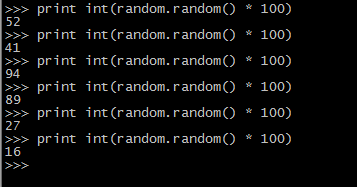 >>> print int(random.random() * 100)
52
>>> print int(random.random() * 100)
41
>>> print int(random.random() * 100)
94
>>> print int(random.random() * 100)
89
>>> print int(random.random() * 100)
27
>>> print int(random.random() * 100)
16
>>>